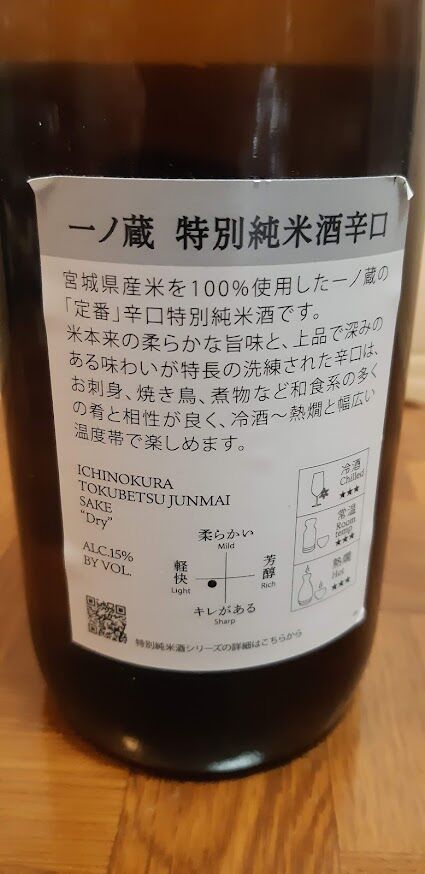 一ノ蔵 特別純米酒辛口
宮城県産米を100%使用した一ノ蔵の
「定番」辛口特別純米酒です。
米本来の柔らかな旨味と、上品で深みの
ある味わいが特長の洗練された辛口は、
お刺身、焼き鳥、煮物など和食系の多く
の肴と相性が良く、冷酒～熱燗と幅広い
温度帯で楽しめます。
ICHINOKURA
TOKUBETSU JUNMAI
SAKE
"Dry"
ALC.15%
BY VOL.
柔らかい
Mild
軽快
Light
芳醇
Rich
キレがある
Sharp
冷酒
Chilled
★★★
常温
Room
temp.
★★★
熱燗
Hot
★★★
特別純米酒シリーズの詳細はこちらから